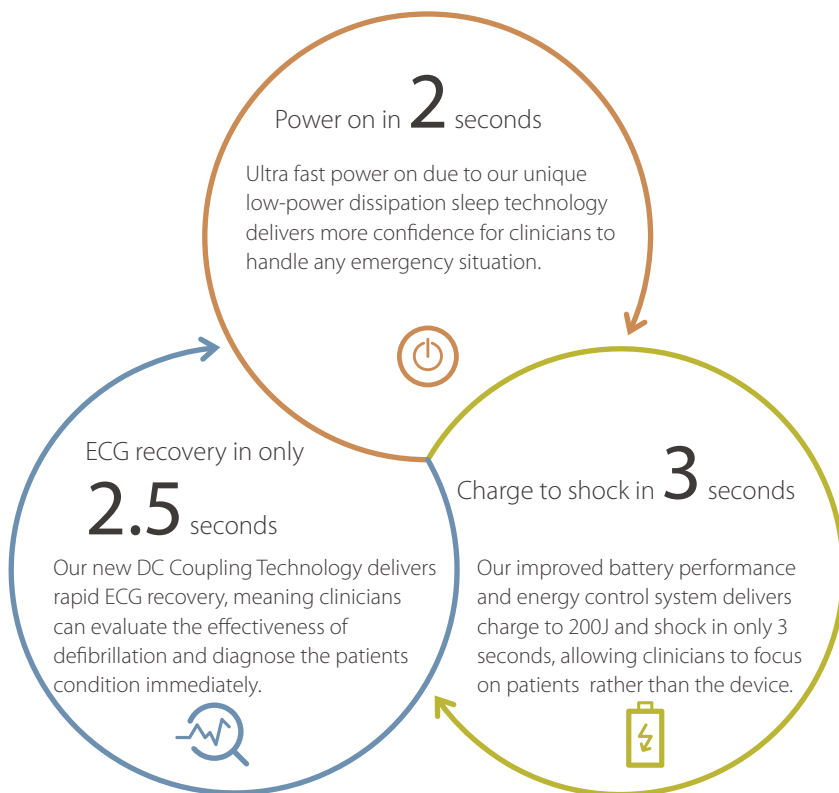 Power on in 2 seconds
Ultra fast power on due to our unique
low-power dissipation sleep technology
delivers more confidence for clinicians to
handle any emergency situation.
ECG recovery in only
2.5 seconds
Our new DC Coupling Technology delivers
rapid ECG recovery, meaning clinicians
can evaluate the effectiveness of
defibrillation and diagnose the patients
condition immediately.
Charge to shock in 3 seconds
Our improved battery performance
and energy control system delivers
charge to 200J and shock in only 3
seconds, allowing clinicians to focus
on patients rather than the device.